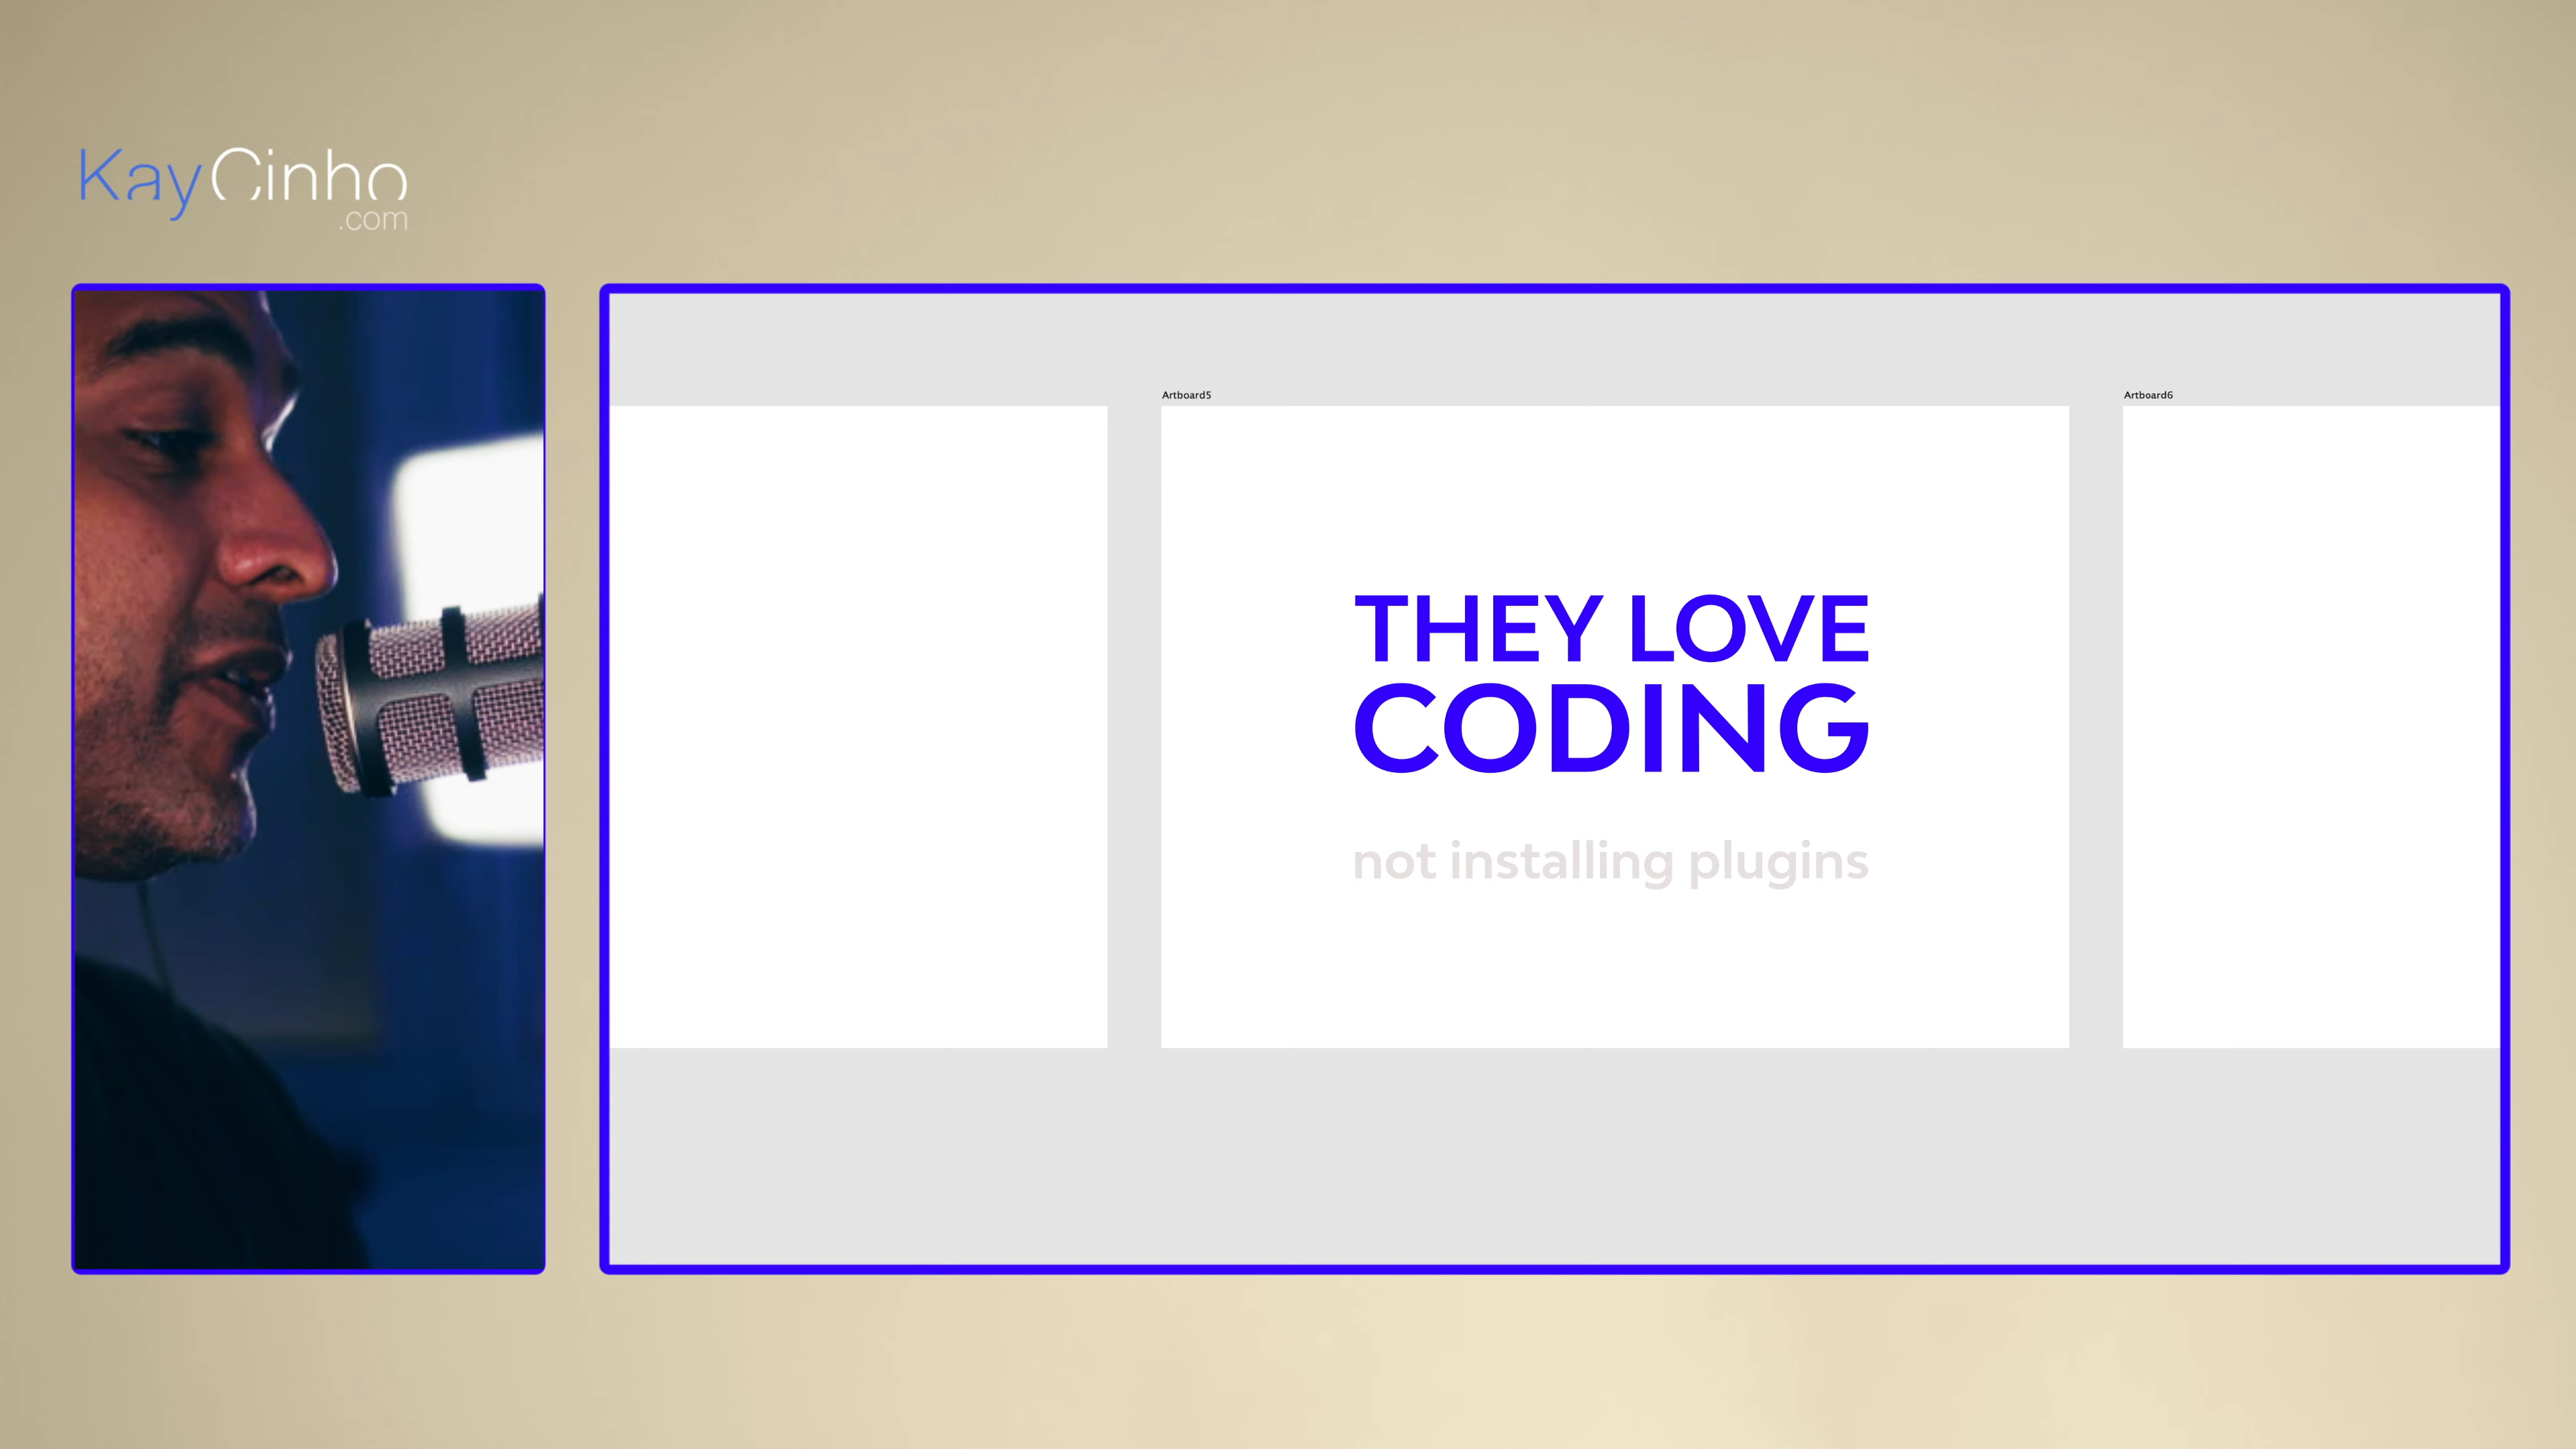 KayCinho
.com
Artboard5
Artboard6
THEY LOVE
CODING
not installing plugins